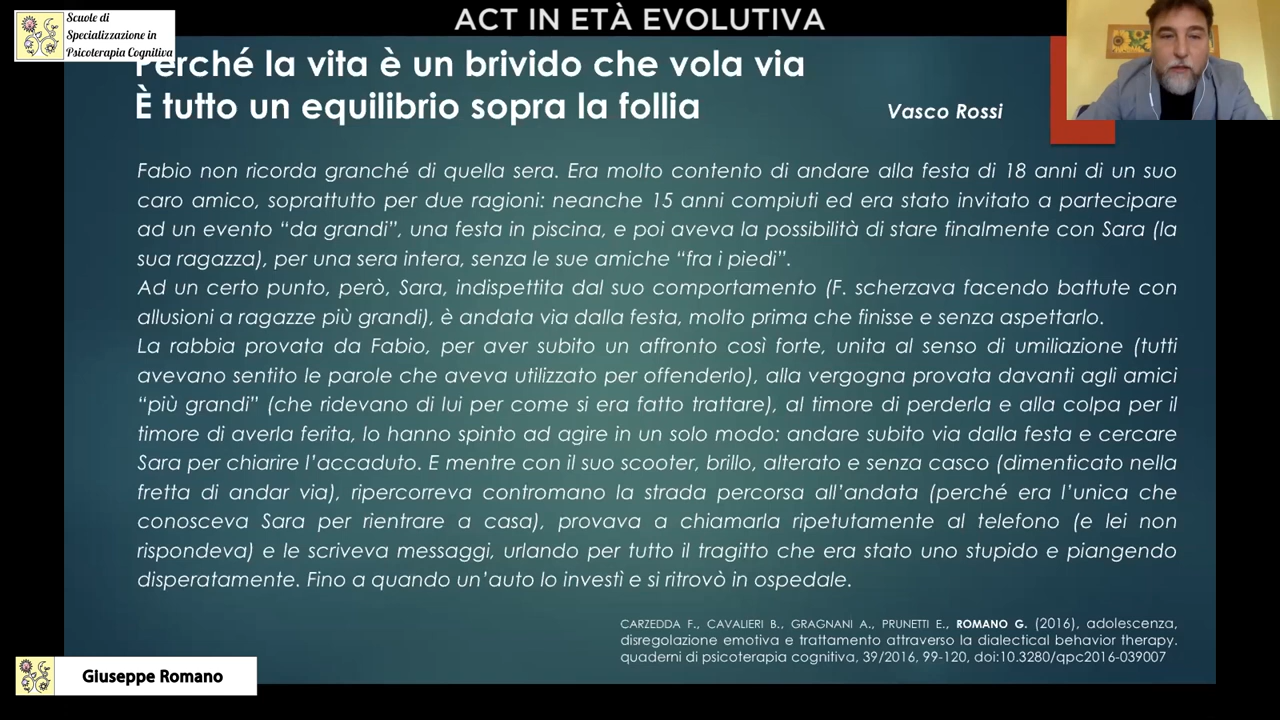 ACT IN ETÀ EVOLUTIVA
Scuole di
Specializzazione in
Psicoterapia Cognitiva
Perché la vita è un brivido che vola via
È tutto un equilibrio sopra la follia
Vasco Rossi
Fabio non ricorda granché di quella sera. Era molto contento di andare alla festa di 18 anni di un suo
caro amico, soprattutto per due ragioni: neanche 15 anni compiuti ed era stato invitato a partecipare
ad un evento “da grandi”, una festa in piscina, e poi aveva la possibilità di stare finalmente con Sara (la
sua ragazza), per una sera intera, senza le sue amiche “fra i piedi”.
Ad un certo punto, però, Sara, indispettita dal suo comportamento (F. scherzava facendo battute con
allusioni a ragazze più grandi), è andata via dalla festa, molto prima che finisse e senza aspettarlo.
La rabbia provata da Fabio, per aver subito un affronto così forte, unita al senso di umiliazione (tutti
avevano sentito le parole che aveva utilizzato per offenderlo), alla vergogna provata davanti agli amici
“più grandi” (che ridevano di lui per come si era fatto trattare), al timore di perderla e alla colpa per il
timore di averla ferita, lo hanno spinto ad agire in un solo modo: andare subito via dalla festa e cercare
Sara per chiarire l’accaduto. E mentre con il suo scooter, brillo, alterato e senza casco (dimenticato nella
fretta di andar via), ripercorreva contromano la strada percorsa all’andata (perché era l’unica che
conosceva Sara per rientrare a casa), provava a chiamarla ripetutamente al telefono (e lei non
rispondeva) e le scriveva messaggi, urlando per tutto il tragitto che era stato uno stupido e piangendo
disperatamente. Fino a quando un’auto lo investì e si ritrovò in ospedale.
CARZEDDA F., CAVALIERI B., GRAGNANI A., PRUNETTI E., ROMANO G. (2016), adolescenza,
disregolazione emotiva e trattamento attraverso la dialectical behavior therapy.
quaderni di psicoterapia cognitiva, 39/2016, 99-120, doi:10.3280/qpc2016-039007
Giuseppe Romano